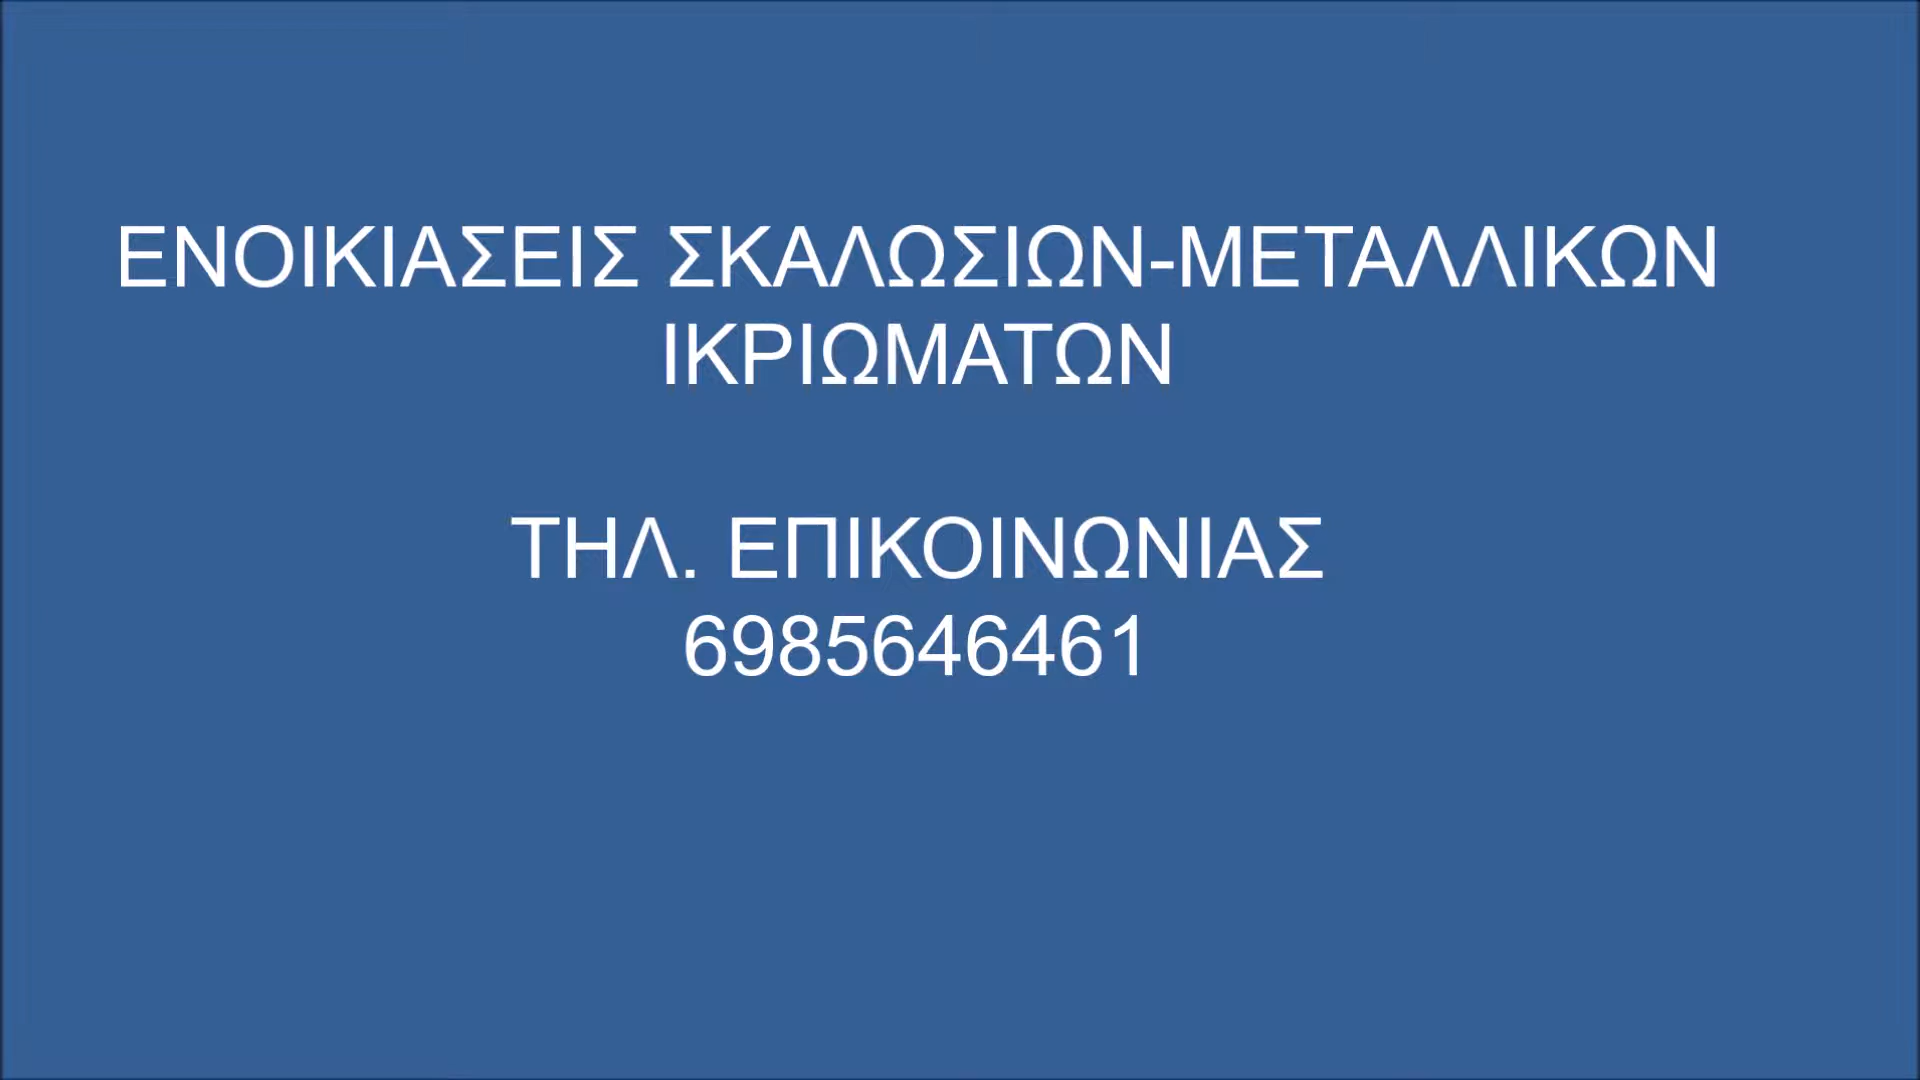 ΕΝΟΙΚΙΑΣΕΙΣ ΣΚΑΛΩΣΙΩΝ-ΜΕΤΑΛΛΙΚΩΝ
ΙΚΡΙΩΜΑΤΩΝ
ΤΗΛ. ΕΠΙΚΟΙΝΩΝΙΑΣ
6985646461